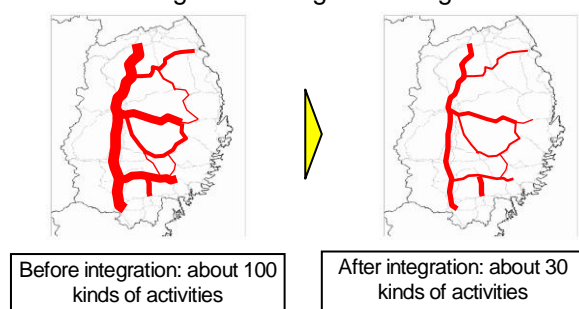 Before integration: about 100
kinds of activities
After integration: about 30
kinds of activities